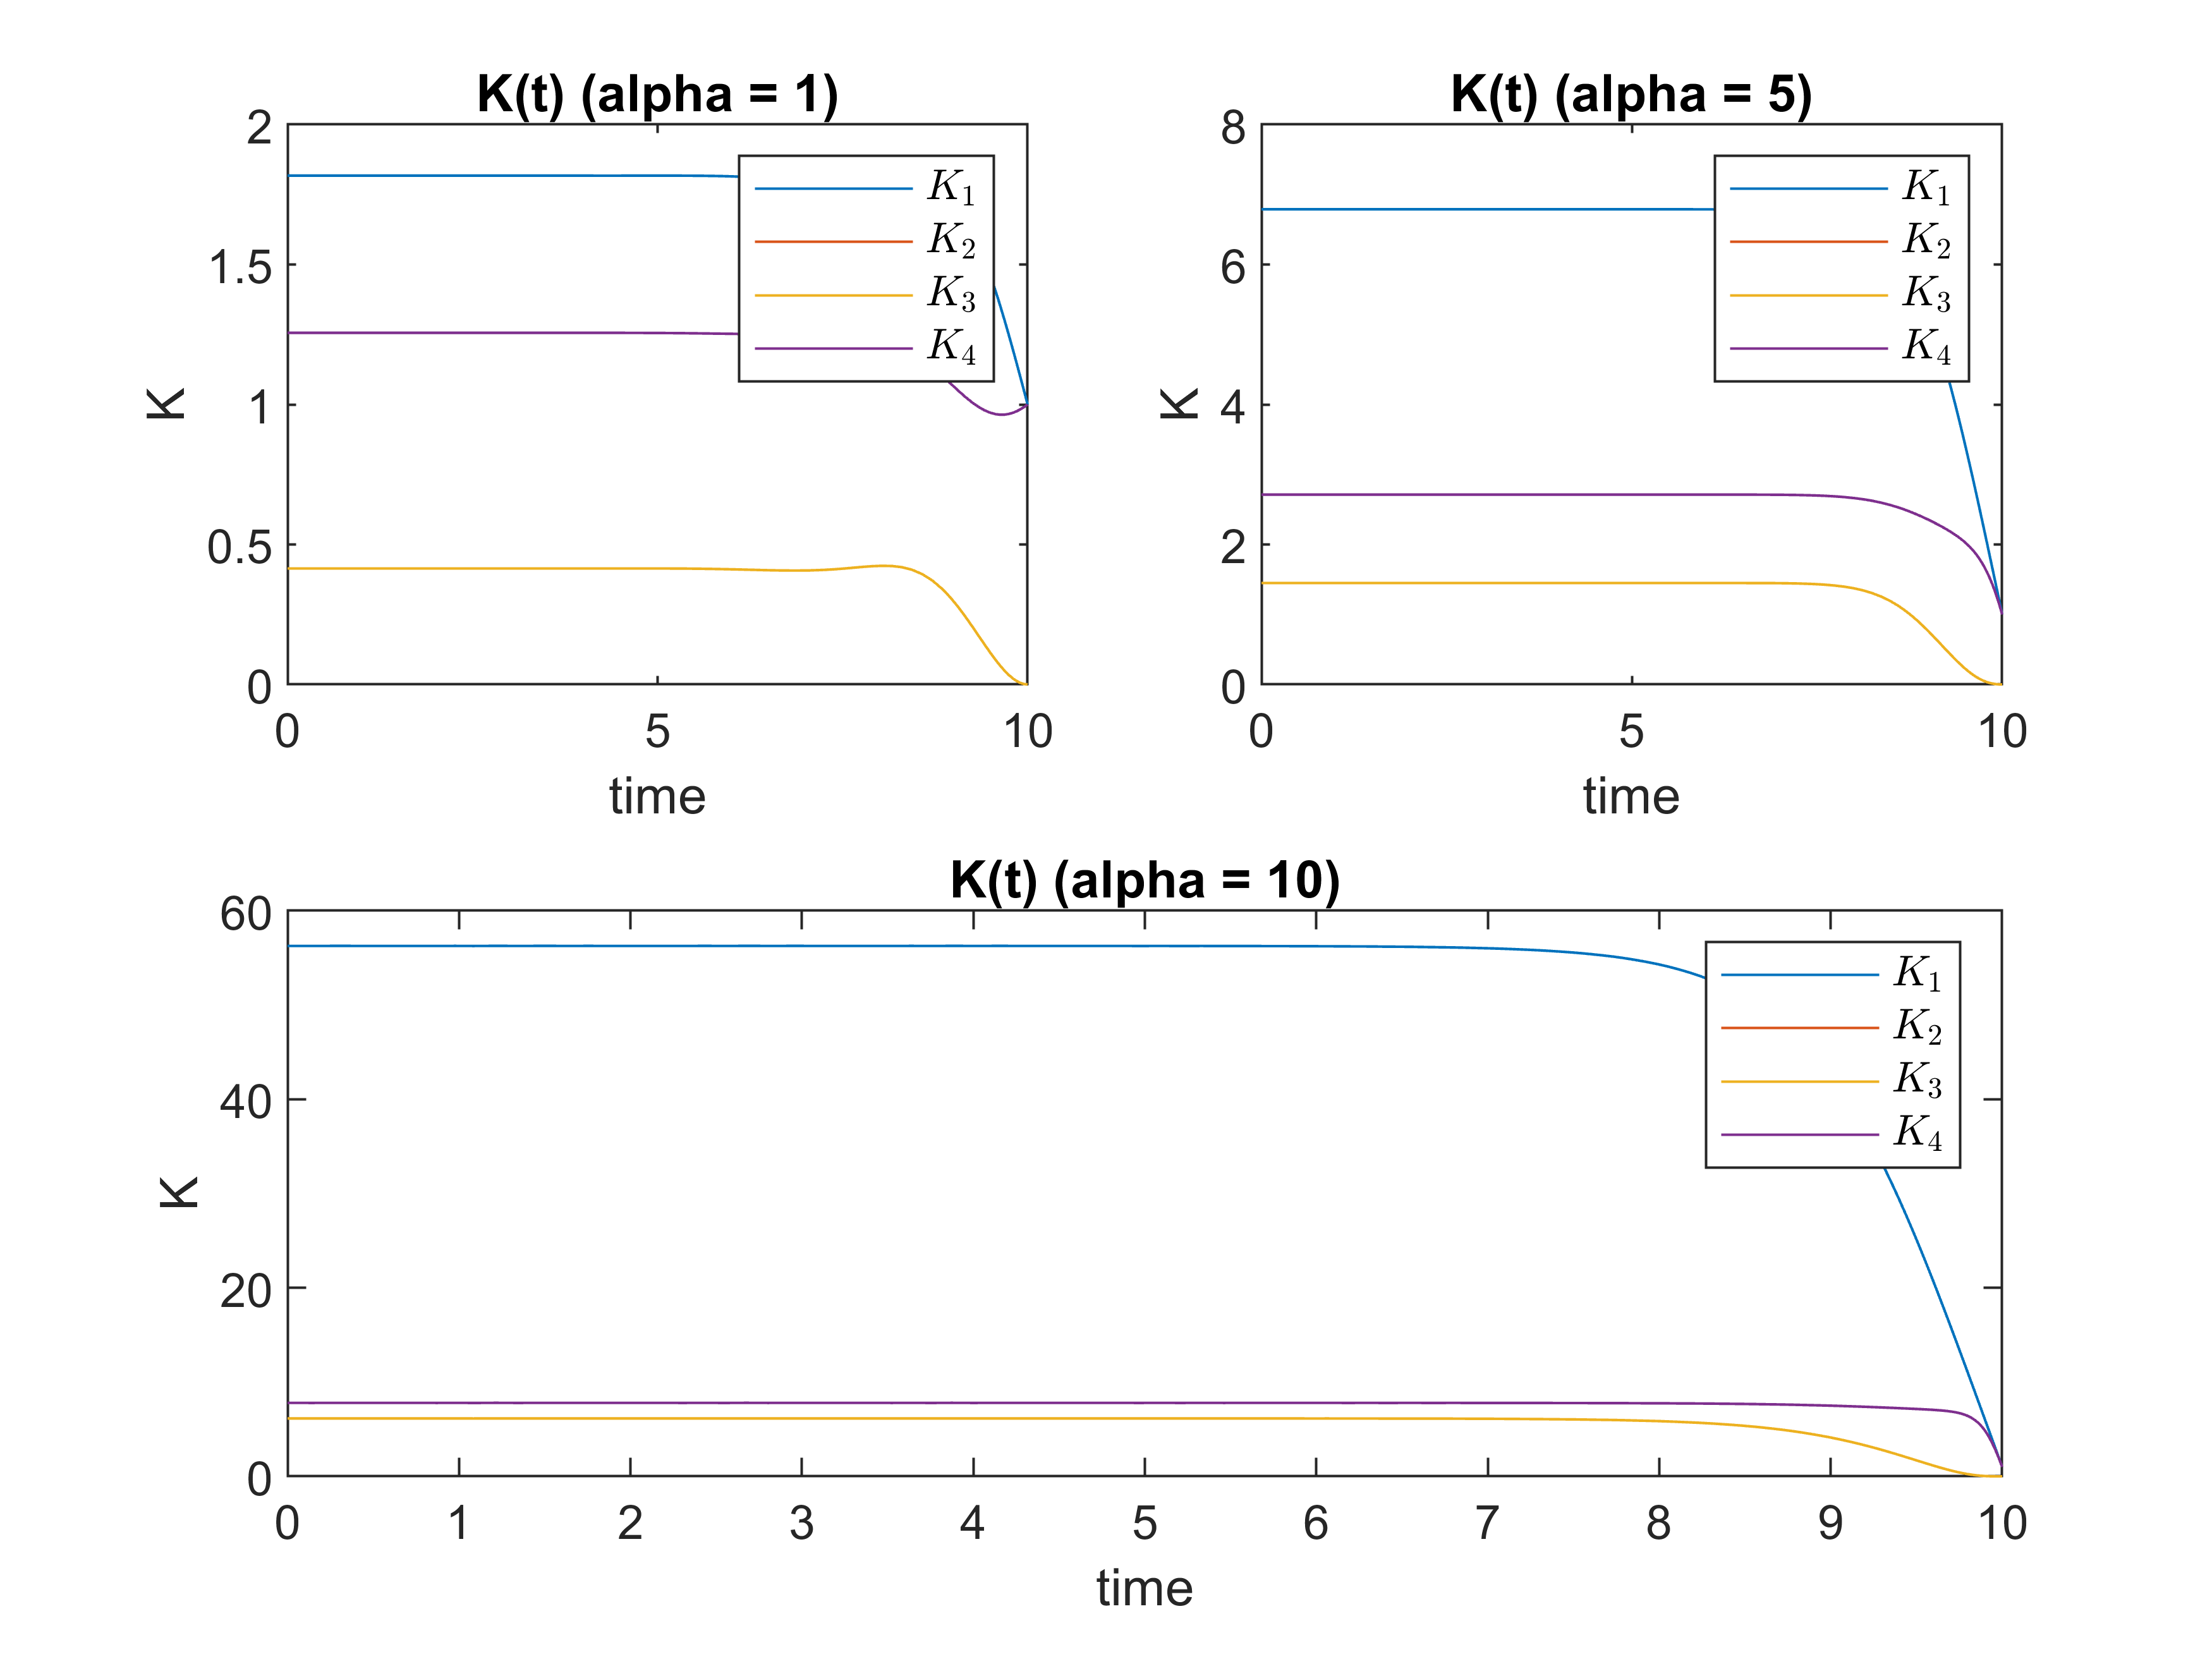 K(t) (alpha = 1)
2
1.5
1
0.5
0
K
0 5 10
time
K₁
K₂
K₃
K₄
K(t) (alpha = 5)
8
6
4
2
0
K
0 5 10
time
K₁
K₂
K₃
K₄
K(t) (alpha = 10)
60
40
20
0
K
0 1 2 3 4 5 6 7 8 9 10
time
K₁
K₂
K₃
K₄